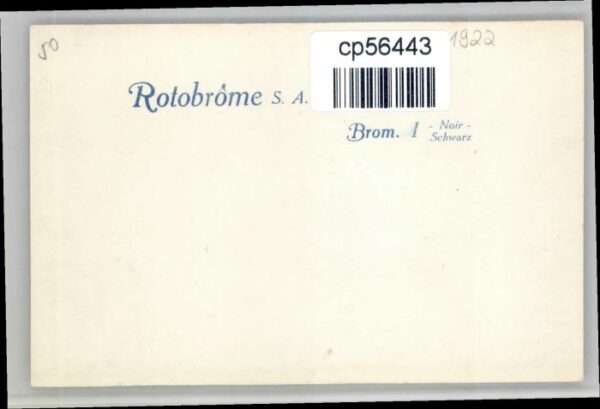 50
cp56443
1922
Rotobrôme S. A.
Brom. 1 - Noir -
Schwarz